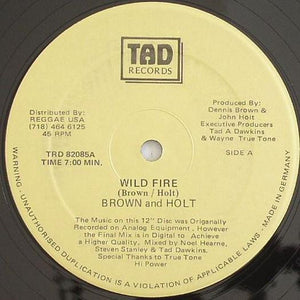 TAD
RECORDS
Distributed By:
REGGAE USA
(718) 464 6125
45 RPM
Produced By:
Dennis Brown &
John Holt
Executive Producers
Tad A Dawkins
& Wayne True Tone
TRD 82085A
TIME 7:00 MIN.
SIDE A
WILD FIRE
(Brown / Holt)
BROWN and HOLT
The Music on this 12" Disc was Origanally
Recorded on Analog Equipment, However
the Final Mix is in Digital to Achieve
a Higher Quality, Mixed by Noel Hearne,
Steven Stanley & Tad Dawkins.
Special Thanks to True Tone
Hi Power
WARNING - UNAUTHORISED DUPLICATION IS A VIOLATION OF APPLICABLE LAWS - MADE IN GERMANY